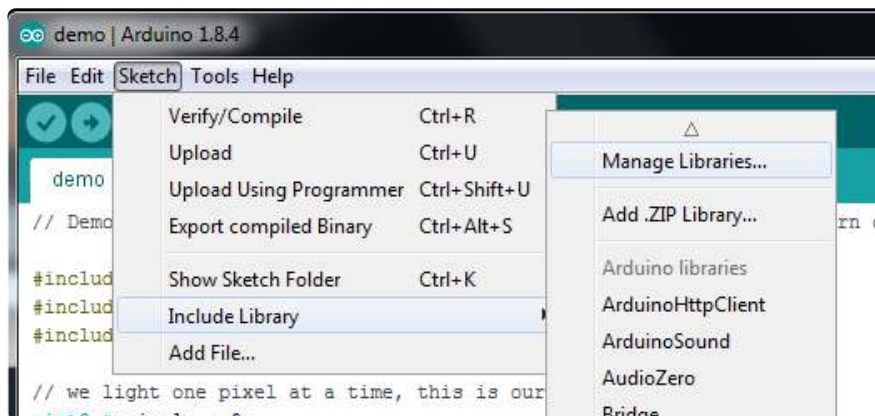 demo | Arduino 1.8.4
File Edit Sketch Tools Help
Verify/Compile Ctrl+R
Upload Ctrl+U
Upload Using Programmer Ctrl+Shift+U
Export compiled Binary Ctrl+Alt+S
Show Sketch Folder Ctrl+K
Include Library
Add File...
Manage Libraries...
Add .ZIP Library...
Arduino libraries
ArduinoHttpClient
ArduinoSound
AudioZero
Bridge
demo
// Demo
#includ
#includ
#includ
// we light one pixel at a time, this is our